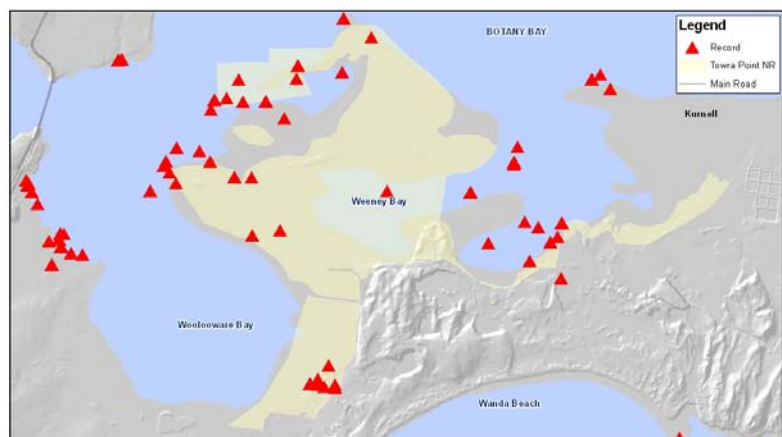 BOTANY BAY
Legend
Record
Towra Point NR
Main Road
Kurnell
Weeney Bay
Woolooware Bay
Wanda Beach